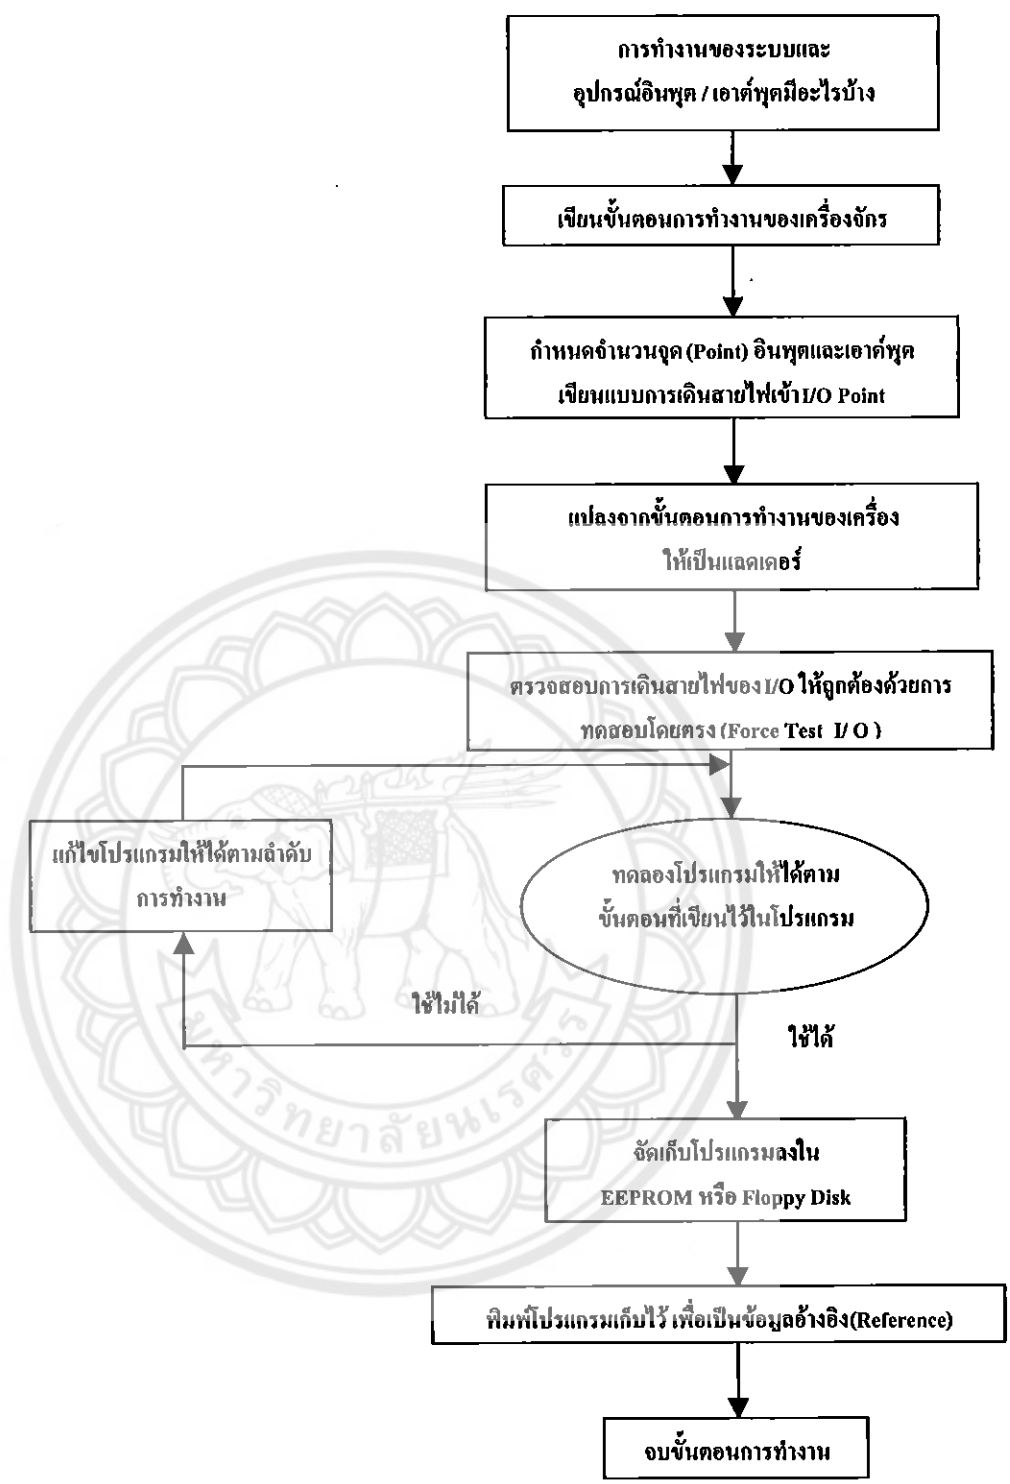 การทำงานของระบบและ
อุปกรณ์อินพุต / เอาต์พุตมีอะไรบ้าง
เขียนขั้นตอนการทำงานของเครื่องจักร
กำหนดจำนวนจุด (Point) อินพุตและเอาต์พุต
เขียนแบบการเดินสายไฟเข้า I/O Point
แปลงจากขั้นตอนการทำงานของเครื่อง
ให้เป็นแลดเดอร์
ตรวจสอบการเดินสายไฟของ I/O ให้ถูกต้องด้วยการ
ทดสอบโดยตรง (Force Test I/ O )
แก้ไขโปรแกรมให้ได้ตามลำดับ
การทำงาน
ทดลองโปรแกรมให้ได้ตาม
ขั้นตอนที่เขียนไว้ในโปรแกรม
ใช้ไม่ได้
ใช้ได้
มหาวิทยาลัยนเรศวร
จัดเก็บโปรแกรมลงใน
EEPROM หรือ Floppy Disk
พิมพ์โปรแกรมเก็บไว้ เพื่อเป็นข้อมูลอ้างอิง(Reference)
จบขั้นตอนการทำงาน